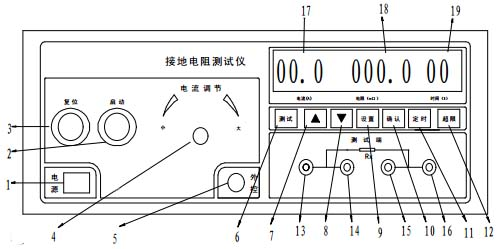 17 18 19
接地电阻测试仪
00.0 000.0 00
电流(A) 电阻(mΩ) 时间(S)
电流调节
复位 启动
小 大
测试 ▲ ▼ 设置 确认 定时 超限
测试端
Rx
电源
外控
3
2
1
4 5 6 7 8 13 14 9 15 10 16 11 12